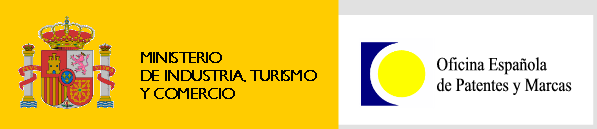 MINISTERIO
DE INDUSTRIA, TURISMO
Y COMERCIO
Oficina Española
de Patentes y Marcas